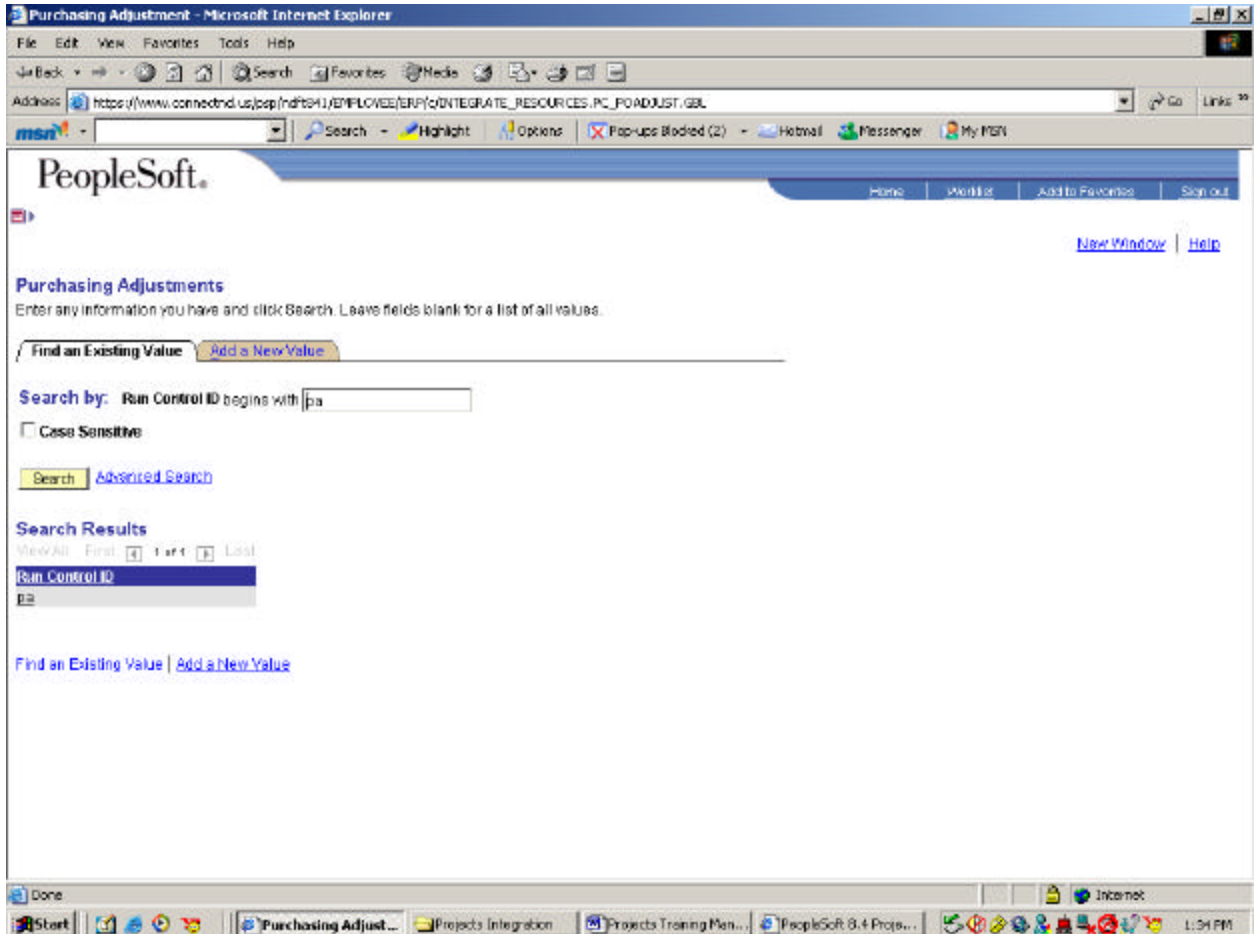 Purchasing Adjustment - Microsoft Internet Explorer
File Edit View Favorites Tools Help
Back Search Favorites Media
Address https://www.connectnd.us/psp/ndft841/EMPLOYEE/ERP/c/INTEGRATE_RESOURCES.PC_POADJUST.GBL Go Links »
msn Search Highlight Options Pop-ups Blocked (2) Hotmail Messenger My MSN
PeopleSoft.
Home Worklist Add to Favorites Sign out
New Window | Help
Purchasing Adjustments
Enter any information you have and click Search. Leave fields blank for a list of all values.
Find an Existing Value Add a New Value
Search by: Run Control ID begins with pa
Case Sensitive
Search Advanced Search
Search Results
View All First 1 of 1 Last
Run Control ID
pa
Find an Existing Value | Add a New Value
Done Internet
Start Purchasing Adjust... Projects Integration Projects Training Man... PeopleSoft 8.4 Proje... 1:34 PM